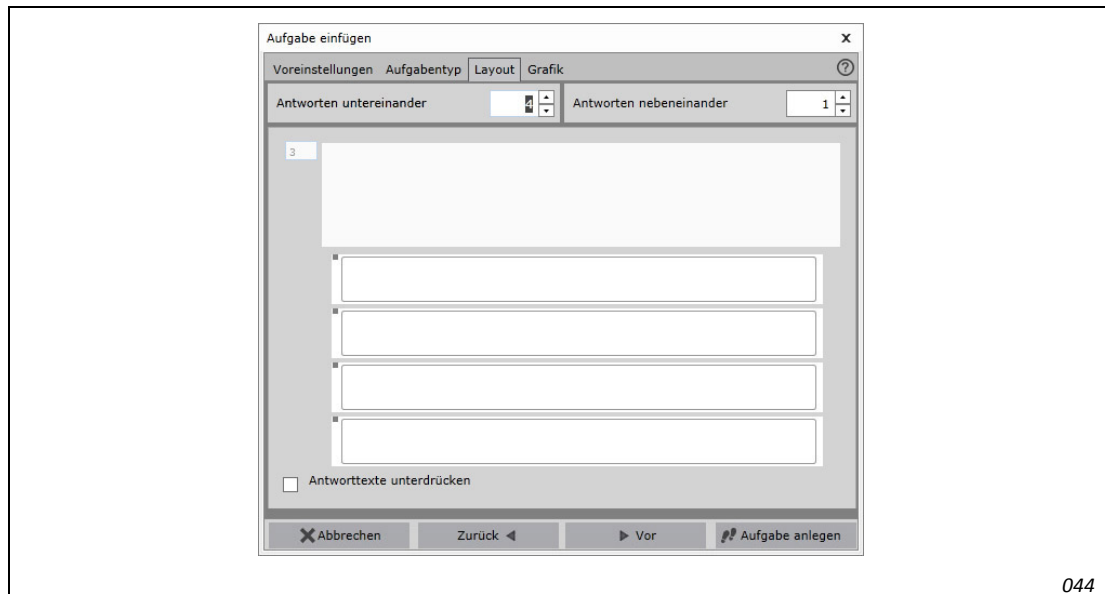 Aufgabe einfügen x
Voreinstellungen Aufgabentyp Layout Grafik ?
Antworten untereinander 4 Antworten nebeneinander 1
3
Antworttexte unterdrücken
Abbrechen Zurück Vor Aufgabe anlegen
044